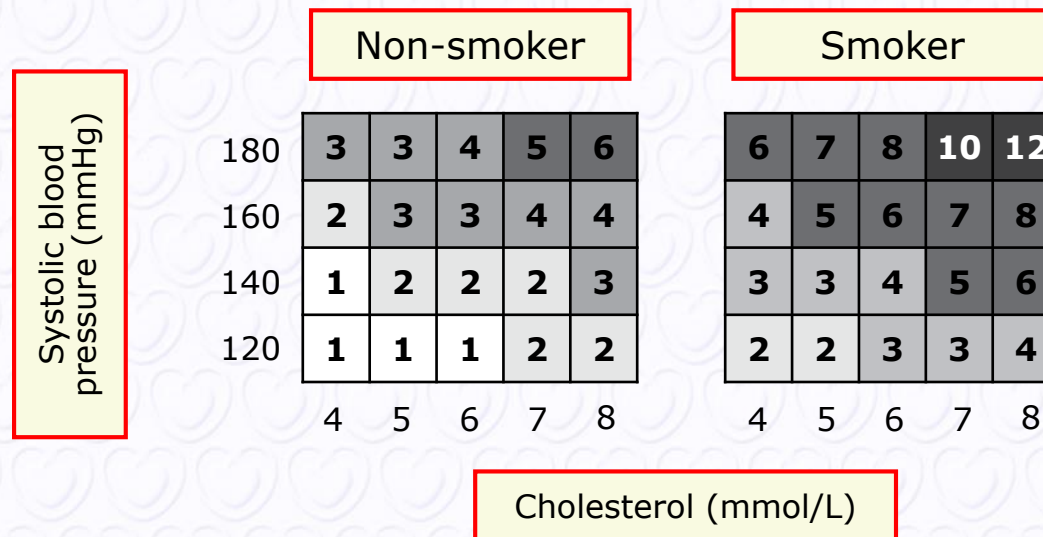 Non-smoker Smoker
Systolic blood
pressure (mmHg)
180 3 3 4 5 6 6 7 8 10 12
160 2 3 3 4 4 4 5 6 7 8
140 1 2 2 2 3 3 3 4 5 6
120 1 1 1 2 2 2 2 3 3 4
4 5 6 7 8 4 5 6 7 8
Cholesterol (mmol/L)